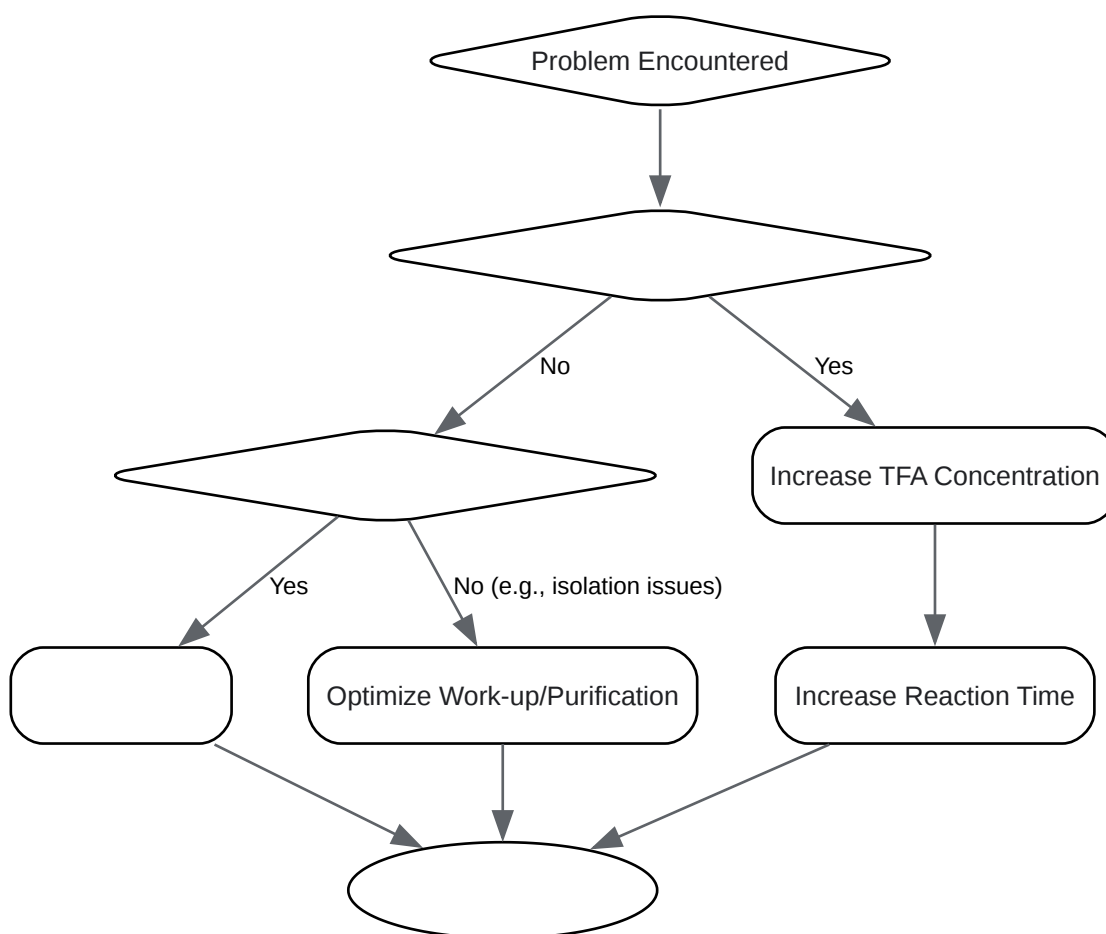 Problem Encountered
No
Yes
Increase TFA Concentration
Yes
No (e.g., isolation issues)
Optimize Work-up/Purification
Increase Reaction Time